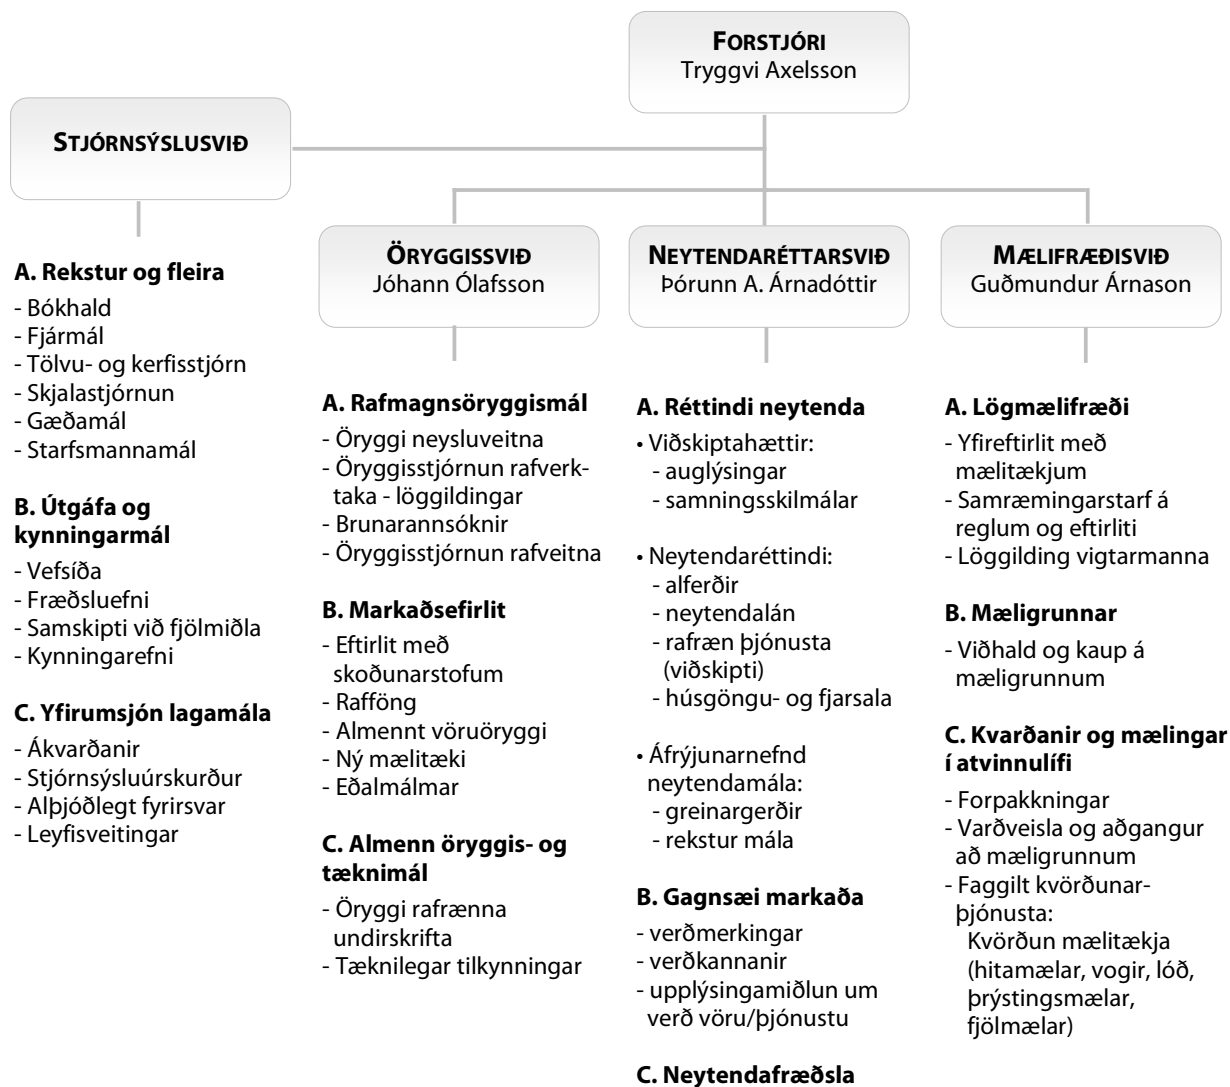 FORSTJÓRI
Tryggvi Axelsson
STJÓRNSÝSLUSVIÐ
A. Rekstur og fleira
- Bókhald
- Fjármál
- Tölvu- og kerfisstjórn
- Skjalastjórnun
- Gæðamál
- Starfsmannamál
B. Útgáfa og
kynningarmál
- Vefsíða
- Fræðsluefni
- Samskipti við fjölmiðla
- Kynningarefni
C. Yfirumsjón lagamála
- Ákvarðanir
- Stjórnsýsluúrskurður
- Alþjóðlegt fyrirsvar
- Leyfisveitingar
ÖRYGGISSVIÐ
Jóhann Ólafsson
A. Rafmagnsöryggismál
- Öryggi neysluveitna
- Öryggisstjórnun rafverk-
taka - löggildingar
- Brunarannsóknir
- Öryggisstjórnun rafveitna
B. Markaðsefirlit
- Eftirlit með
skoðunarstofum
- Rafföng
- Almennt vöruöryggi
- Ný mælitæki
- Eðalmálmar
C. Almenn öryggis- og
tæknimál
- Öryggi rafrænna
undirskrifta
- Tæknilegar tilkynningar
NEYTENDARÉTTARSVIÐ
Þórunn A. Árnadóttir
A. Réttindi neytenda
• Viðskiptahættir:
- auglýsingar
- samningsskilmálar
• Neytendaréttindi:
- alferðir
- neytendalán
- rafræn þjónusta
(viðskipti)
- húsgöngu- og fjarsala
• Áfrýjunarnefnd
neytendamála:
- greinargerðir
- rekstur mála
B. Gagnsæi markaða
- verðmerkingar
- verðkannanir
- upplýsingamiðlun um
verð vöru/þjónustu
C. Neytendafræðsla
MÆLIFRÆÐISVIÐ
Guðmundur Árnason
A. Lögmælifræði
- Yfireftirlit með
mælitækjum
- Samræmingarstarf á
reglum og eftirliti
- Löggilding vigtarmanna
B. Mæligrunnar
- Viðhald og kaup á
mæligrunnum
C. Kvarðanir og mælingar
í atvinnulífi
- Forpakkningar
- Varðveisla og aðgangur
að mæligrunnum
- Faggilt kvörðunar-
þjónusta:
Kvörðun mælitækja
(hitamælar, vogir, lóð,
þrýstingsmælar,
fjölmælar)